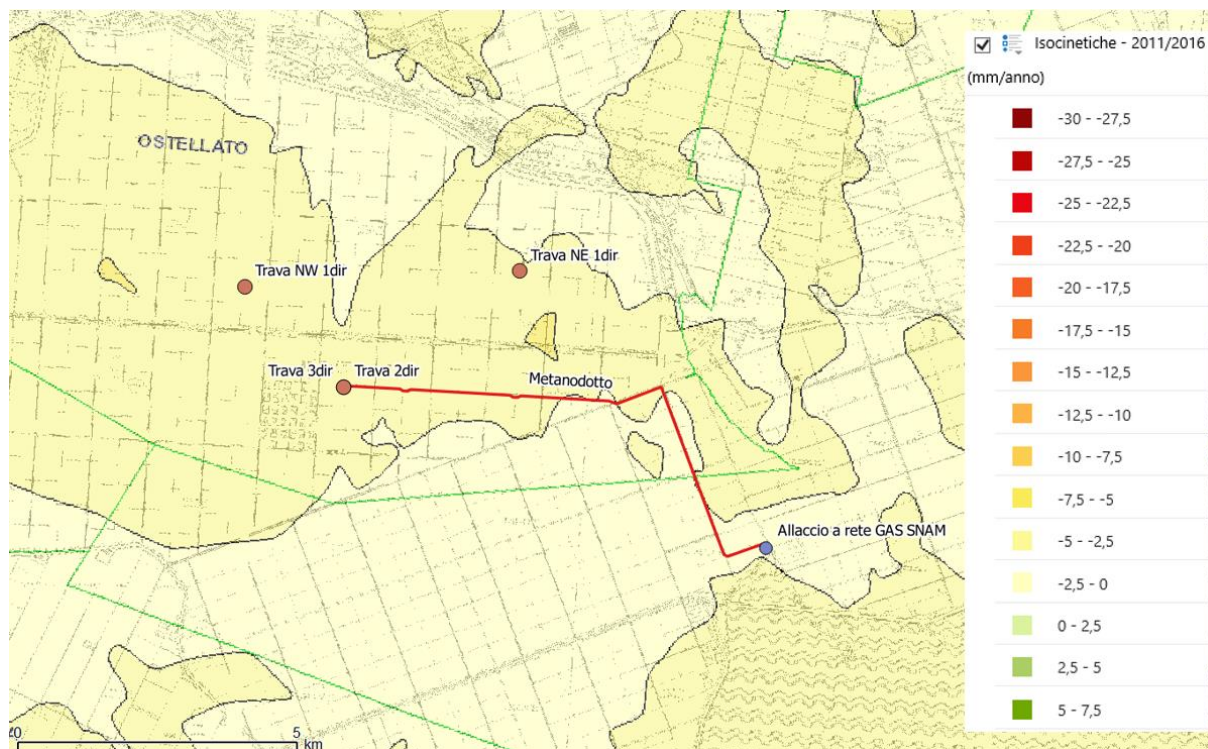 Isocinetiche - 2011/2016
(mm/anno)
-30 - -27,5
-27,5 - -25
-25 - -22,5
-22,5 - -20
-20 - -17,5
-17,5 - -15
-15 - -12,5
-12,5 - -10
-10 - -7,5
-7,5 - -5
-5 - -2,5
-2,5 - 0
0 - 2,5
2,5 - 5
5 - 7,5
OSTELLATO
Trava NW 1dir
Trava NE 1dir
Trava 3dir
Trava 2dir
Metanodotto
Allaccio a rete GAS SNAM
20
5
km